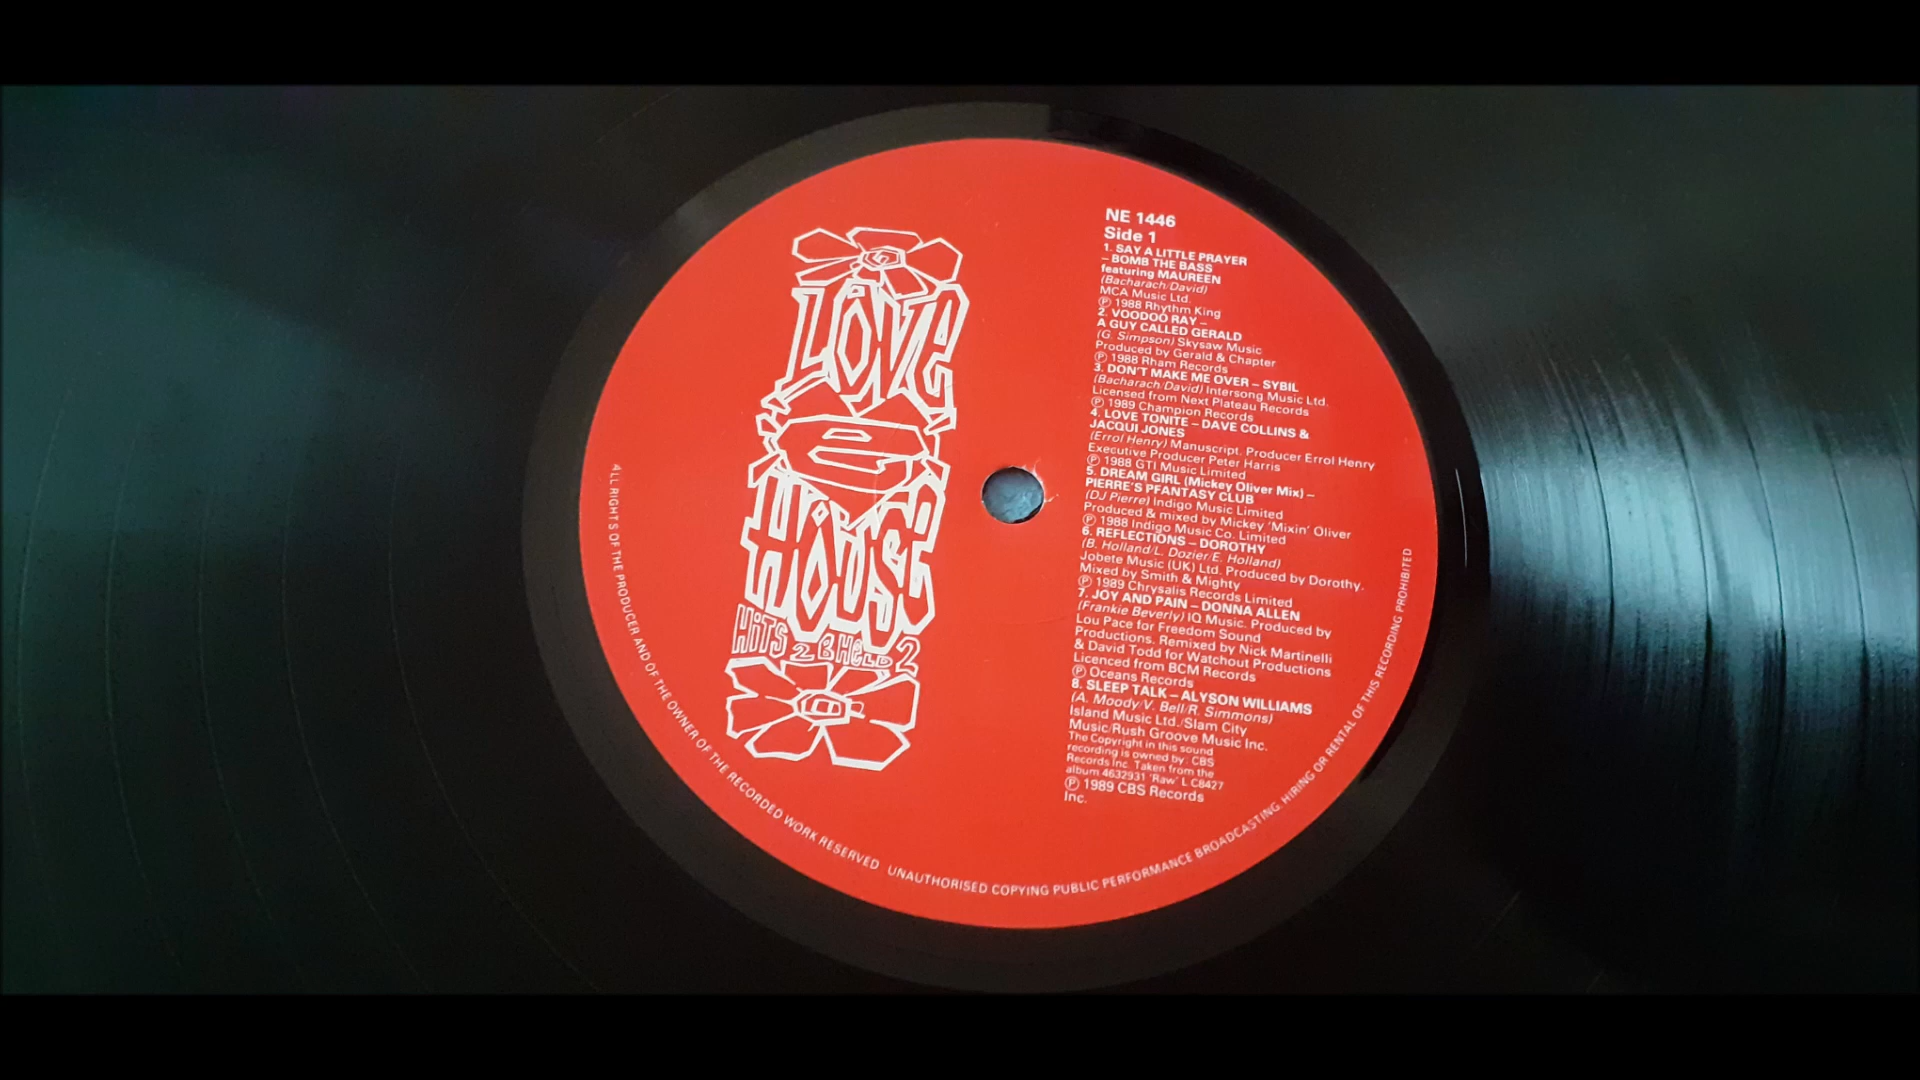 LOVE
HOUSE
HiTS 2 B HeLD 2
NE 1446
Side 1
1. SAY A LITTLE PRAYER
– BOMB THE BASS
featuring MAUREEN
(Bacharach/David)
MCA Music Ltd.
℗ 1988 Rhythm King
2. VOODOO RAY –
A GUY CALLED GERALD
(G. Simpson) Skysaw Music
Produced by Gerald & Chapter
℗ 1988 Rham Records
3. DON'T MAKE ME OVER – SYBIL
(Bacharach/David) Intersong Music Ltd.
Licensed from Next Plateau Records
℗ 1989 Champion Records
4. LOVE TONITE – DAVE COLLINS &
JACQUI JONES
(Errol Henry) Manuscript. Producer Errol Henry
Executive Producer Peter Harris
℗ 1988 GTI Music Limited
5. DREAM GIRL (Mickey Oliver Mix) –
PIERRE'S PFANTASY CLUB
(DJ Pierre) Indigo Music Limited
Produced & mixed by Mickey 'Mixin' Oliver
℗ 1988 Indigo Music Co. Limited
6. REFLECTIONS – DOROTHY
(B. Holland/L. Dozier/E. Holland)
Jobete Music (UK) Ltd. Produced by Dorothy.
Mixed by Smith & Mighty
℗ 1989 Chrysalis Records Limited
7. JOY AND PAIN – DONNA ALLEN
(Frankie Beverly) IQ Music. Produced by
Lou Pace for Freedom Sound
Productions. Remixed by Nick Martinelli
& David Todd for Watchout Productions
Licenced from BCM Records
℗ Oceans Records
8. SLEEP TALK – ALYSON WILLIAMS
(A. Moody/V. Bell/R. Simmons)
Island Music Ltd./Slam City
Music/Rush Groove Music Inc.
The Copyright in this sound
recording is owned by: CBS
Records Inc. Taken from the
album 4632931 'Raw' L C8427
℗ 1989 CBS Records
Inc.
ALL RIGHTS OF THE PRODUCER AND OF THE OWNER OF THE RECORDED WORK RESERVED UNAUTHORISED COPYING PUBLIC PERFORMANCE BROADCASTING HIRING OR RENTAL OF THIS RECORDING PROHIBITED